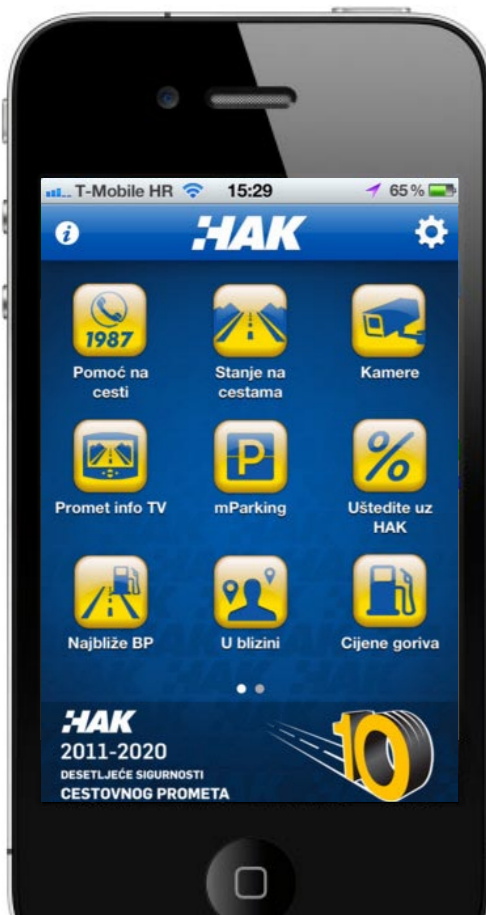 T-Mobile HR 15:29 65 %
i HAK
1987
Pomoć na
cesti
Stanje na
cestama
Kamere
P
%
Promet info TV
mParking
Uštedite uz
HAK
Najbliže BP
U blizini
Cijene goriva
HAK
2011-2020
DESETLJEĆE SIGURNOSTI
CESTOVNOG PROMETA
10